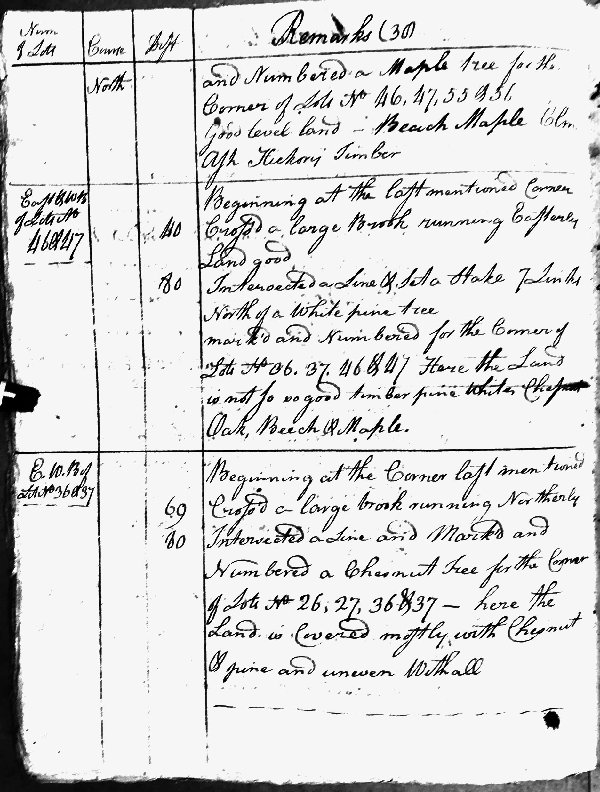 Num of Lots Course Dist Remarks (30)
North and Numbered a Maple tree for the
Corner of Lots No 46, 47, 55 & 51,
Good level land - Beach Maple Elm
Ash Hickory Timber
East & W B of Lots No 46 & 47 Beginning at the last mentioned Corner
40 Cross'd a large Brook running Easterly
Land good
80 Intersected a Line & Set a Stake 7 Links
North of a White pine tree
mark'd and Numbered for the Corner of
Lots No 36. 37. 46 & 47 Here the Land
is not so good timber pine White Chesnut
Oak, Beech & Maple.
E. W. B of Lots No 36 & 37 Beginning at the Corner last mentioned
69 Cross'd a large brook running Northerly
80 Intersected a Line and Mark'd and
Numbered a Chesnut Tree for the Corner
of Lots No 26, 27, 36 & 37 - here the
Land is Covered mostly with Chesnut
& pine and uneven Withall